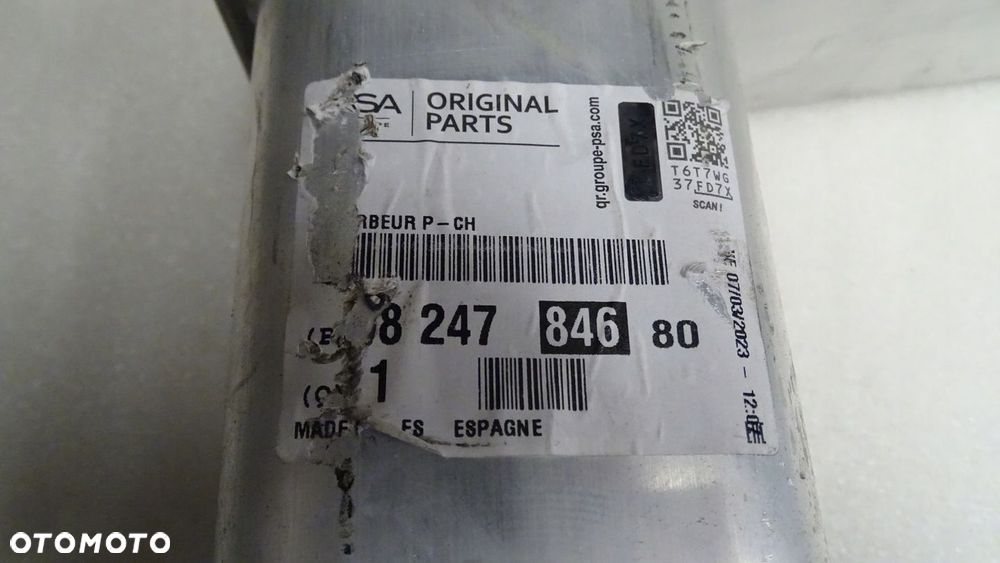 SA
ORIGINAL
PARTS
qr.groupe-psa.com
T6T7WG
37FD7X
SCAN!
RBEUR P-CH
8 247 846 80
1
MADE ES ESPAGNE
07/03/2023 - 12:0
OTOMOTO